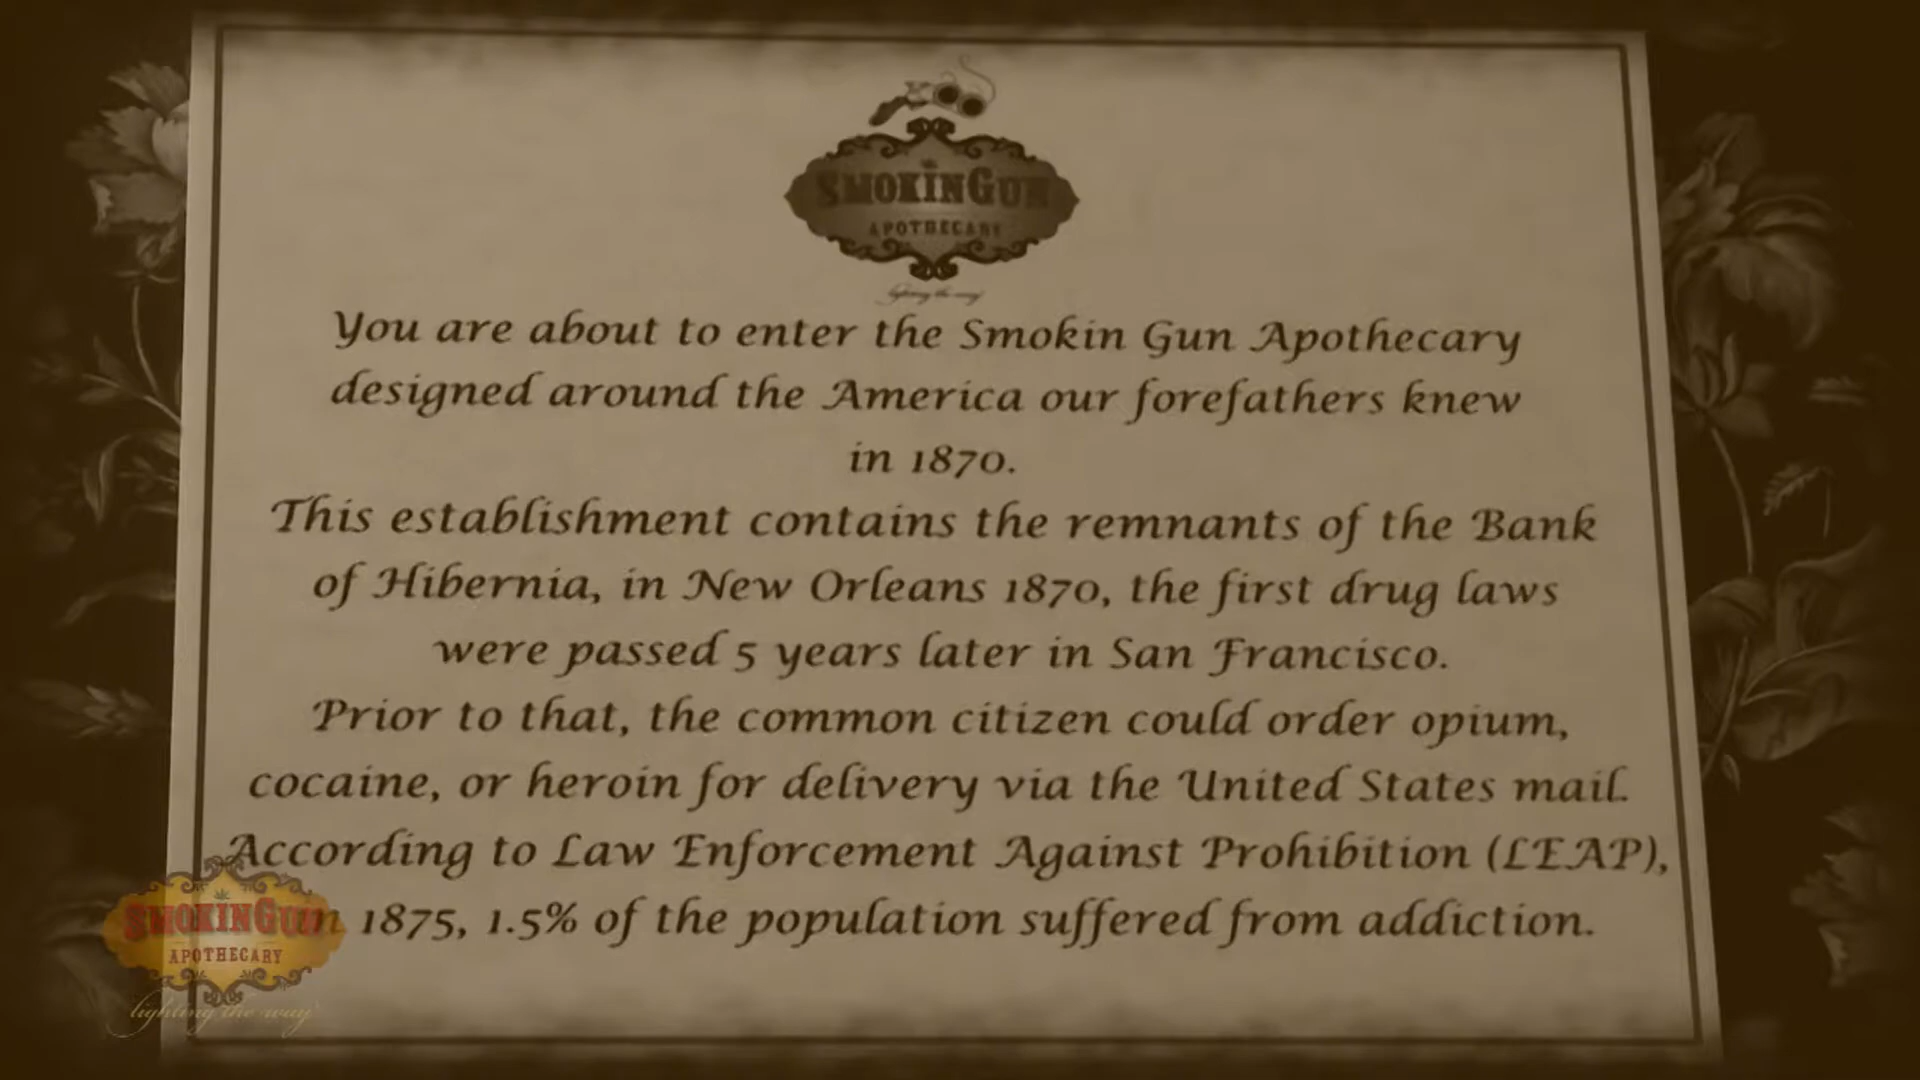 SMOKINGUN
APOTHECARY
lighting the way
You are about to enter the Smokin Gun Apothecary
designed around the America our forefathers knew
in 1870.
This establishment contains the remnants of the Bank
of Hibernia, in New Orleans 1870, the first drug laws
were passed 5 years later in San Francisco.
Prior to that, the common citizen could order opium,
cocaine, or heroin for delivery via the United States mail.
According to Law Enforcement Against Prohibition (LEAP),
in 1875, 1.5% of the population suffered from addiction.
SMOKINGUN
APOTHECARY
lighting the way